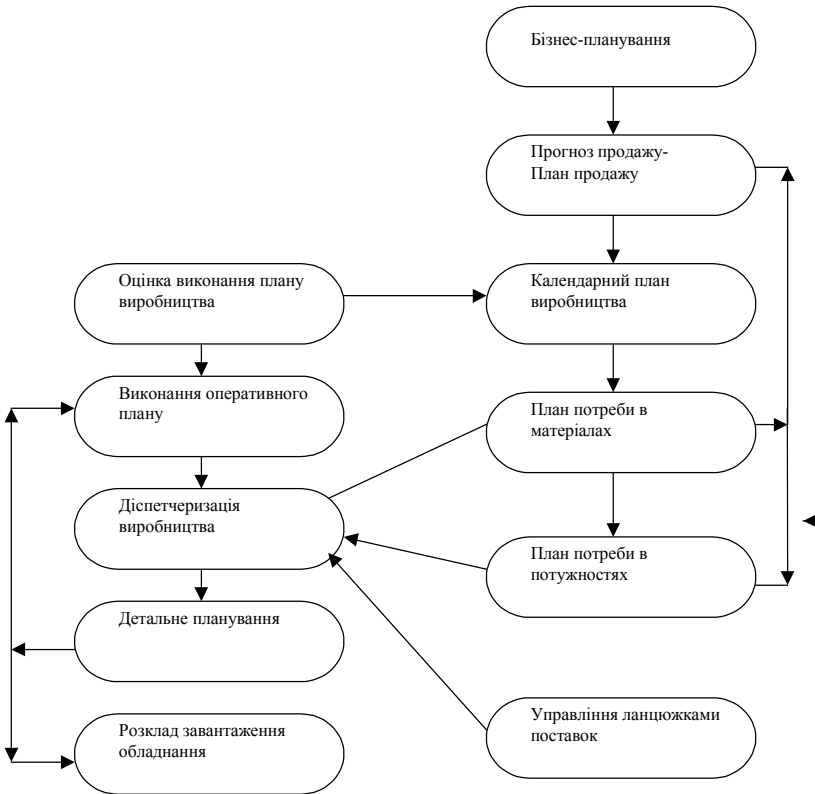 Бізнес-планування
Прогноз продажу-
План продажу
Оцінка виконання плану
виробництва
Календарний план
виробництва
Виконання оперативного
плану
План потреби в
матеріалах
Діспетчеризація
виробництва
План потреби в
потужностях
Детальне планування
Розклад завантаження
обладнання
Управління ланцюжками
поставок